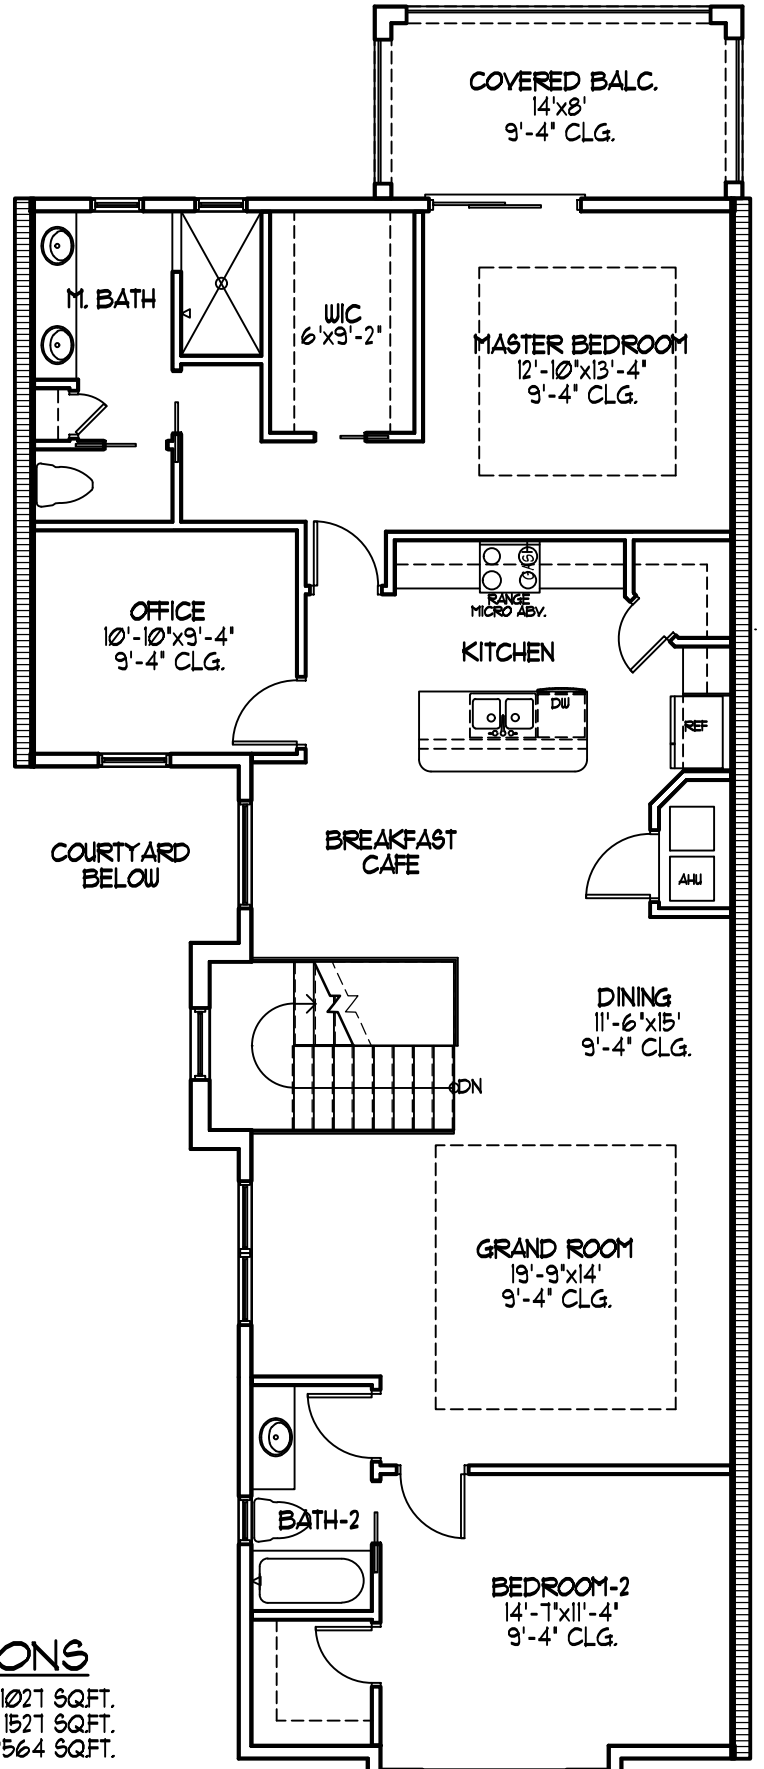 COVERED BALC.
14'x8'
9'-4" CLG.
M. BATH
WIC
6'x9'-2"
MASTER BEDROOM
12'-10"x13'-4"
9'-4" CLG.
OFFICE
10'-10"x9'-4"
9'-4" CLG.
GAS
RANGE
MICRO ABV.
KITCHEN
DW
REF
COURTYARD
BELOW
BREAKFAST
CAFE
AHU
DINING
11'-6"x15'
9'-4" CLG.
DN
GRAND ROOM
19'-9"x14'
9'-4" CLG.
BATH-2
BEDROOM-2
14'-7"x11'-4"
9'-4" CLG.
ONS
1027 SQ.FT.
1527 SQ.FT.
564 SQ.FT.